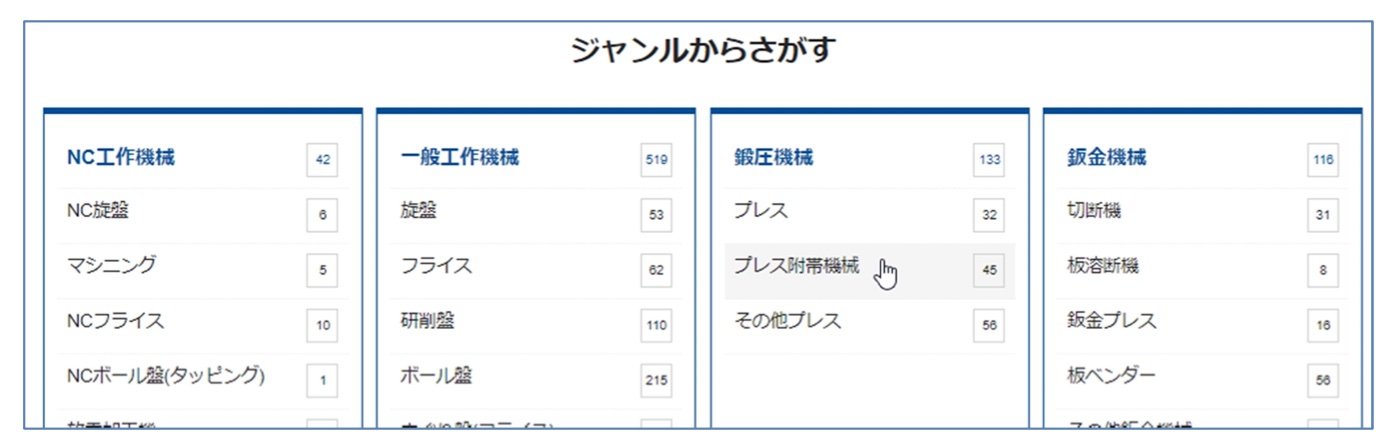 ジャンルからさがす
NC工作機械 42
NC旋盤 6
マシニング 5
NCフライス 10
NCボール盤(タッピング) 1
一般工作機械 519
旋盤 53
フライス 62
研削盤 110
ボール盤 215
鍛圧機械 133
プレス 32
プレス附帯機械 45
その他プレス 56
鈑金機械 116
切断機 31
板溶断機 8
鈑金プレス 16
板ベンダー 56